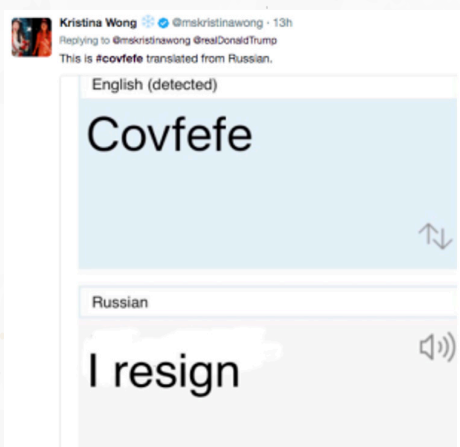 Kristina Wong @mskristinawong · 13h
Replying to @mskristinawong @realDonaldTrump
This is #covfefe translated from Russian.
English (detected)
Covfefe
Russian
I resign